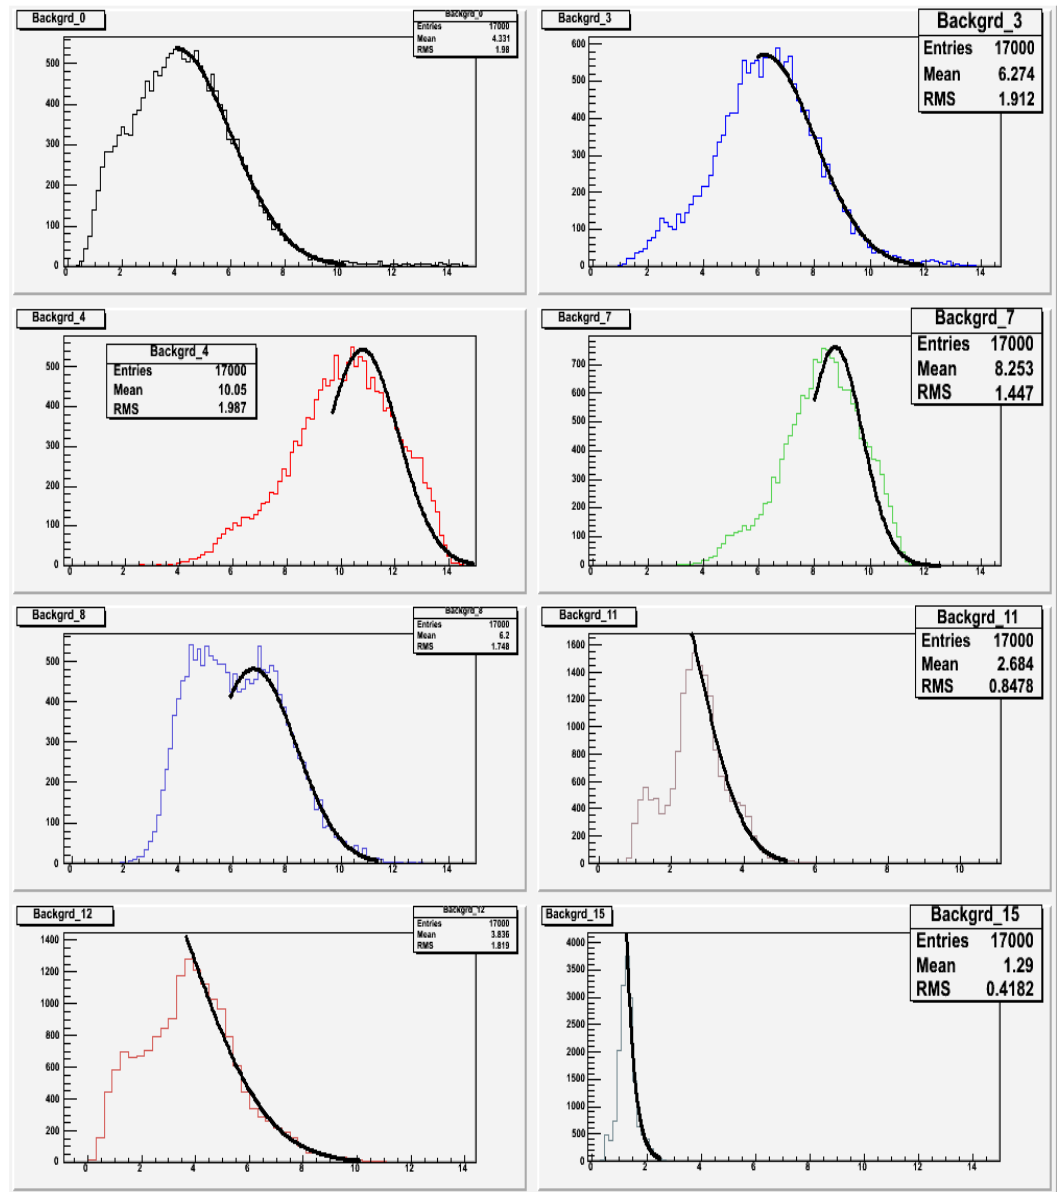 Backgrd_0
Backgrd_0
Entries 17000
Mean 4.331
RMS 1.98
500
400
300
200
100
0
0 2 4 6 8 10 12 14
Backgrd_3
Backgrd_3
Entries 17000
Mean 6.274
RMS 1.912
600
500
400
300
200
100
0
0 2 4 6 8 10 12 14
Backgrd_4
Backgrd_4
Entries 17000
Mean 10.05
RMS 1.987
500
400
300
200
100
0
0 2 4 6 8 10 12 14
Backgrd_7
Backgrd_7
Entries 17000
Mean 8.253
RMS 1.447
700
600
500
400
300
200
100
0
0 2 4 6 8 10 12 14
Backgrd_8
Backgrd_8
Entries 17000
Mean 6.2
RMS 1.748
500
400
300
200
100
0
0 2 4 6 8 10 12 14
Backgrd_11
Backgrd_11
Entries 17000
Mean 2.684
RMS 0.8478
1600
1400
1200
1000
800
600
400
200
0
0 2 4 6 8 10
Backgrd_12
Backgrd_12
Entries 17000
Mean 3.836
RMS 1.819
1400
1200
1000
800
600
400
200
0
0 2 4 6 8 10 12 14
Backgrd_15
Backgrd_15
Entries 17000
Mean 1.29
RMS 0.4182
4000
3500
3000
2500
2000
1500
1000
500
0
0 2 4 6 8 10 12 14